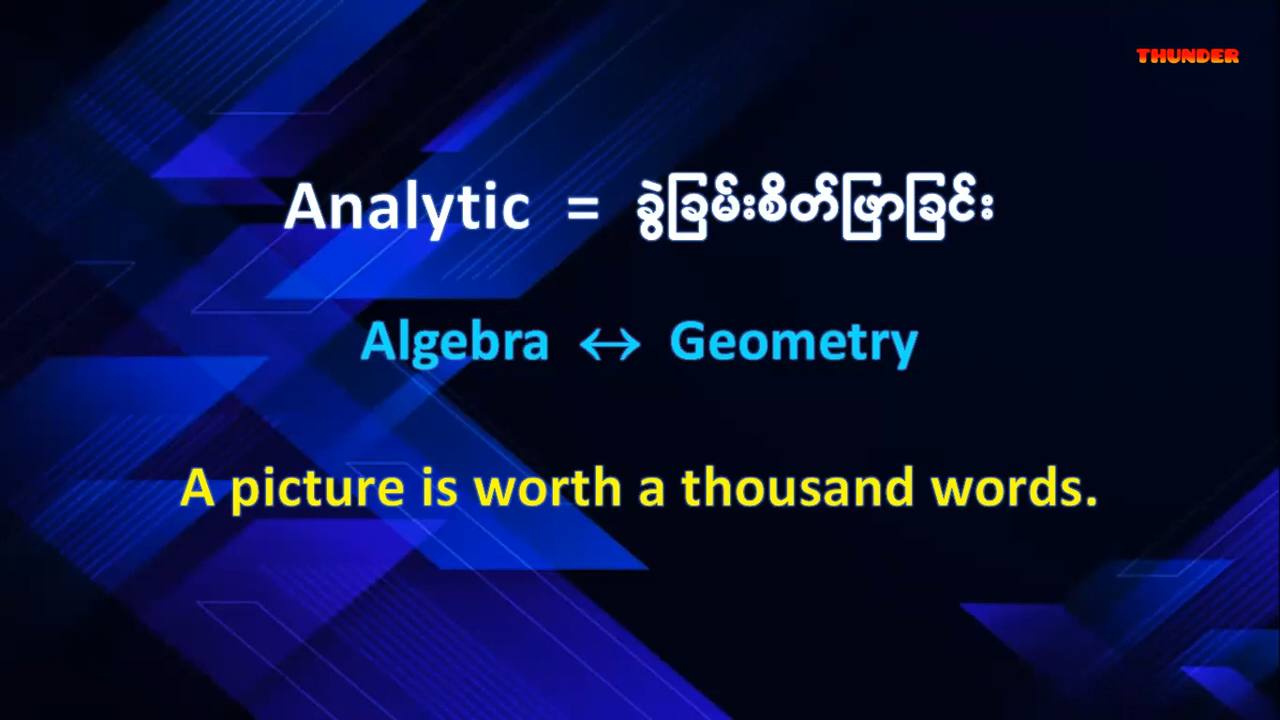 THUNDER
Analytic = ခွဲခြမ်းစိတ်ဖြာခြင်း
Algebra ↔ Geometry
A picture is worth a thousand words.